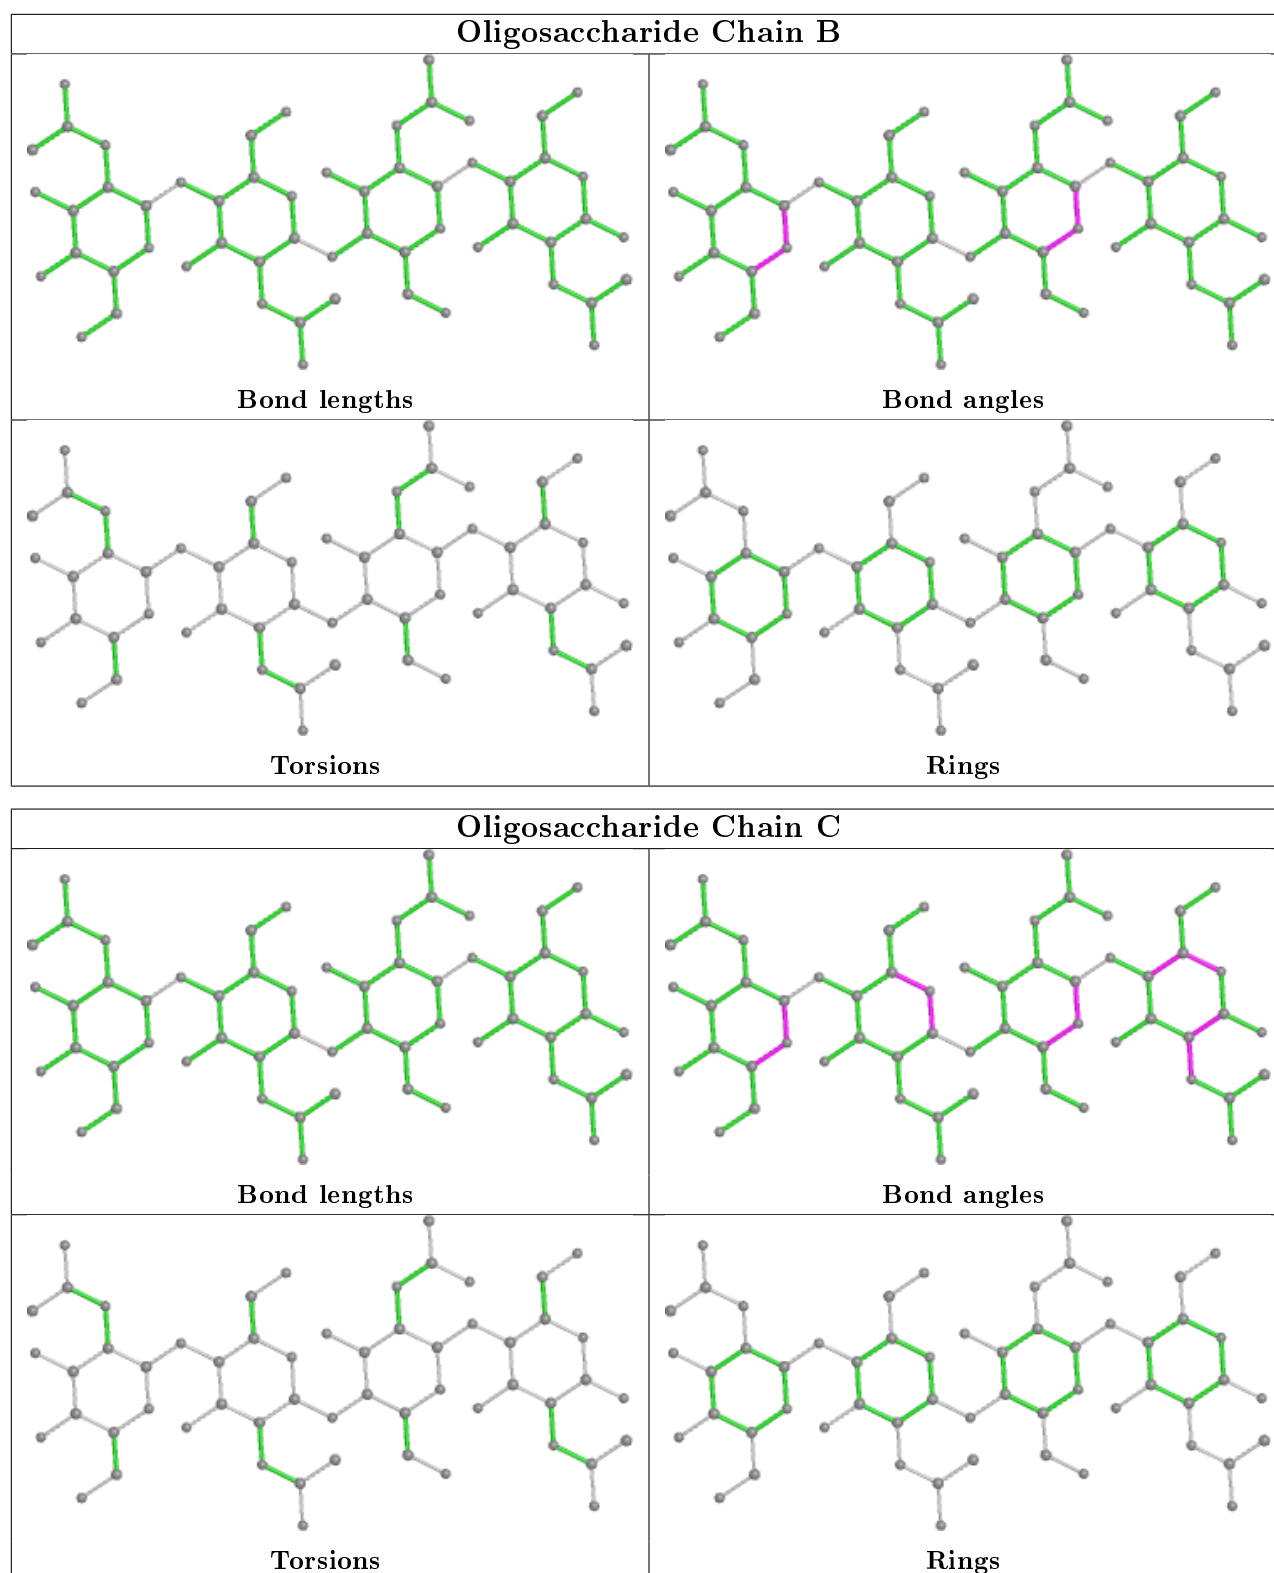 Oligosaccharide Chain B
Bond lengths
Bond angles
Torsions
Rings
Oligosaccharide Chain C
Bond lengths
Bond angles
Torsions
Rings